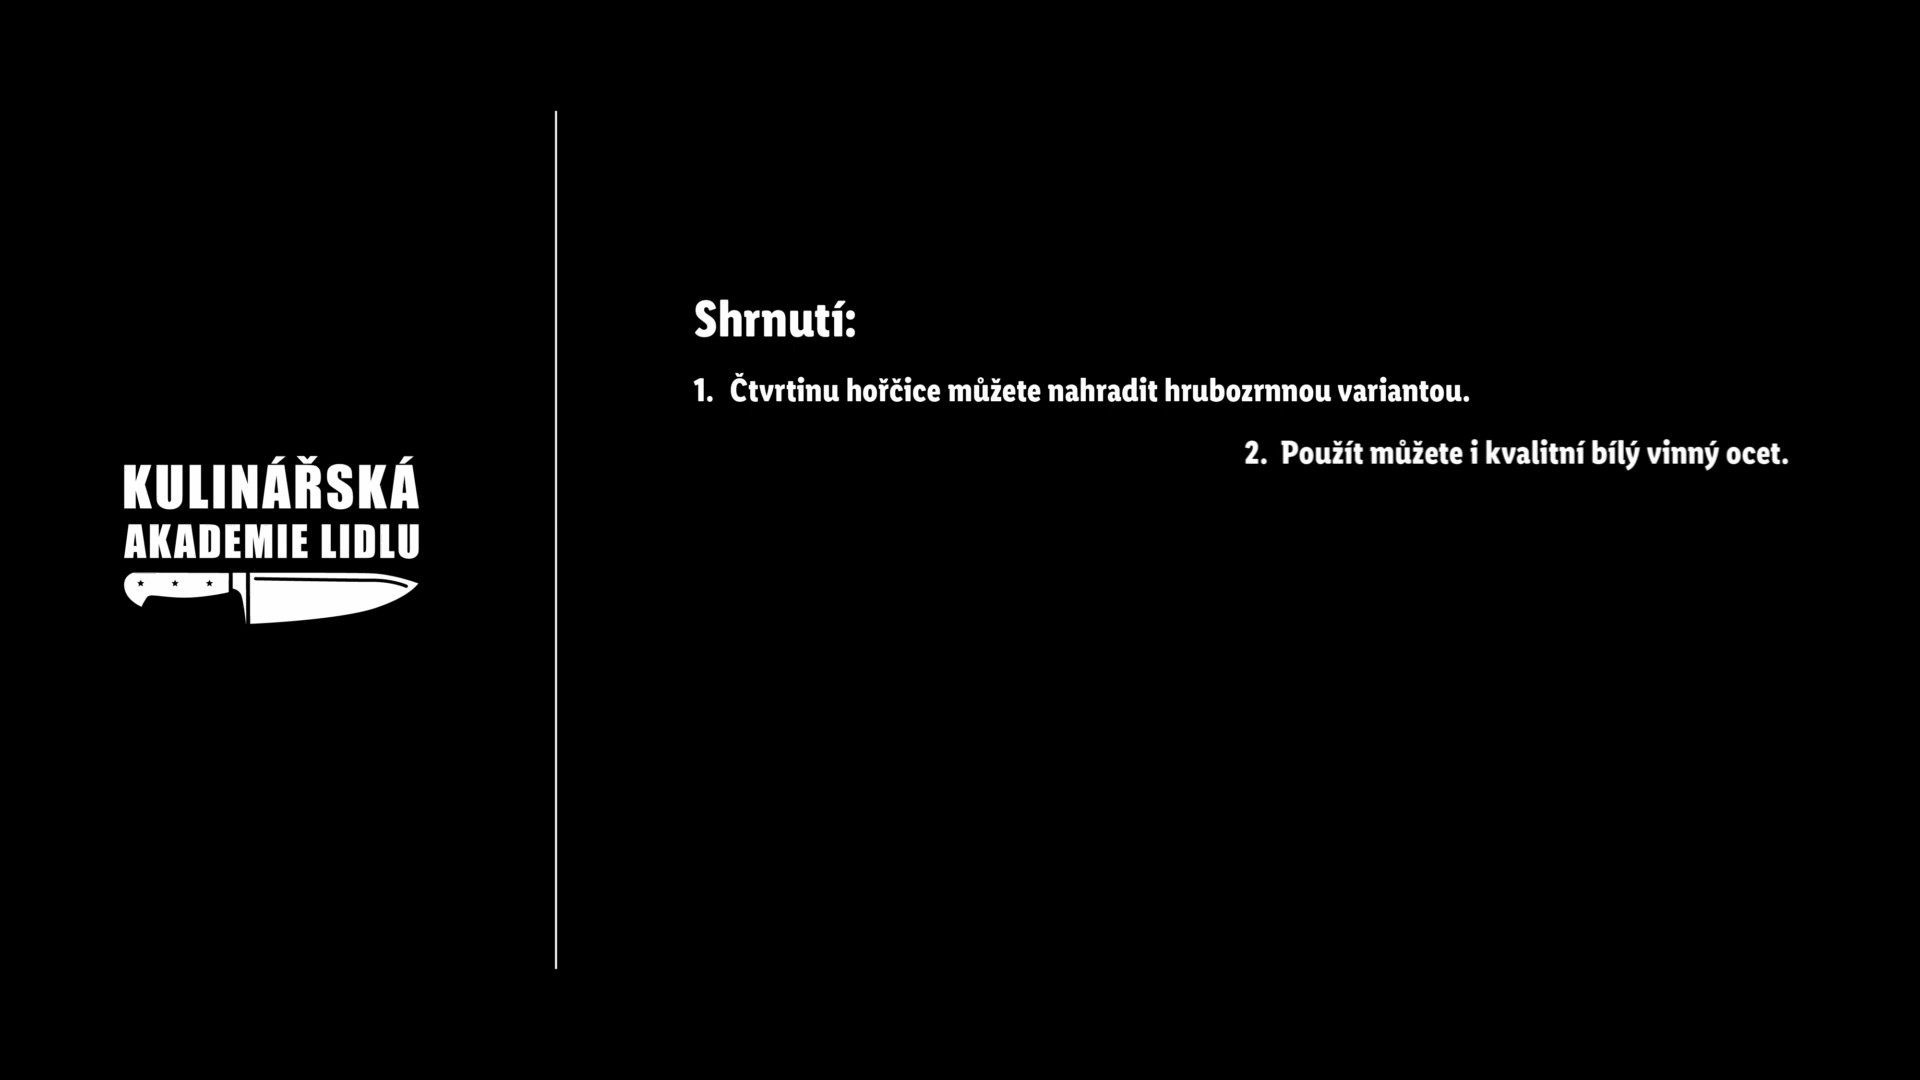 KULINÁŘSKÁ
AKADEMIE LIDLU
Shrnutí:
1. Čtvrtinu hořčice můžete nahradit hrubozrnnou variantou.
2. Použít můžete i kvalitní bílý vinný ocet.